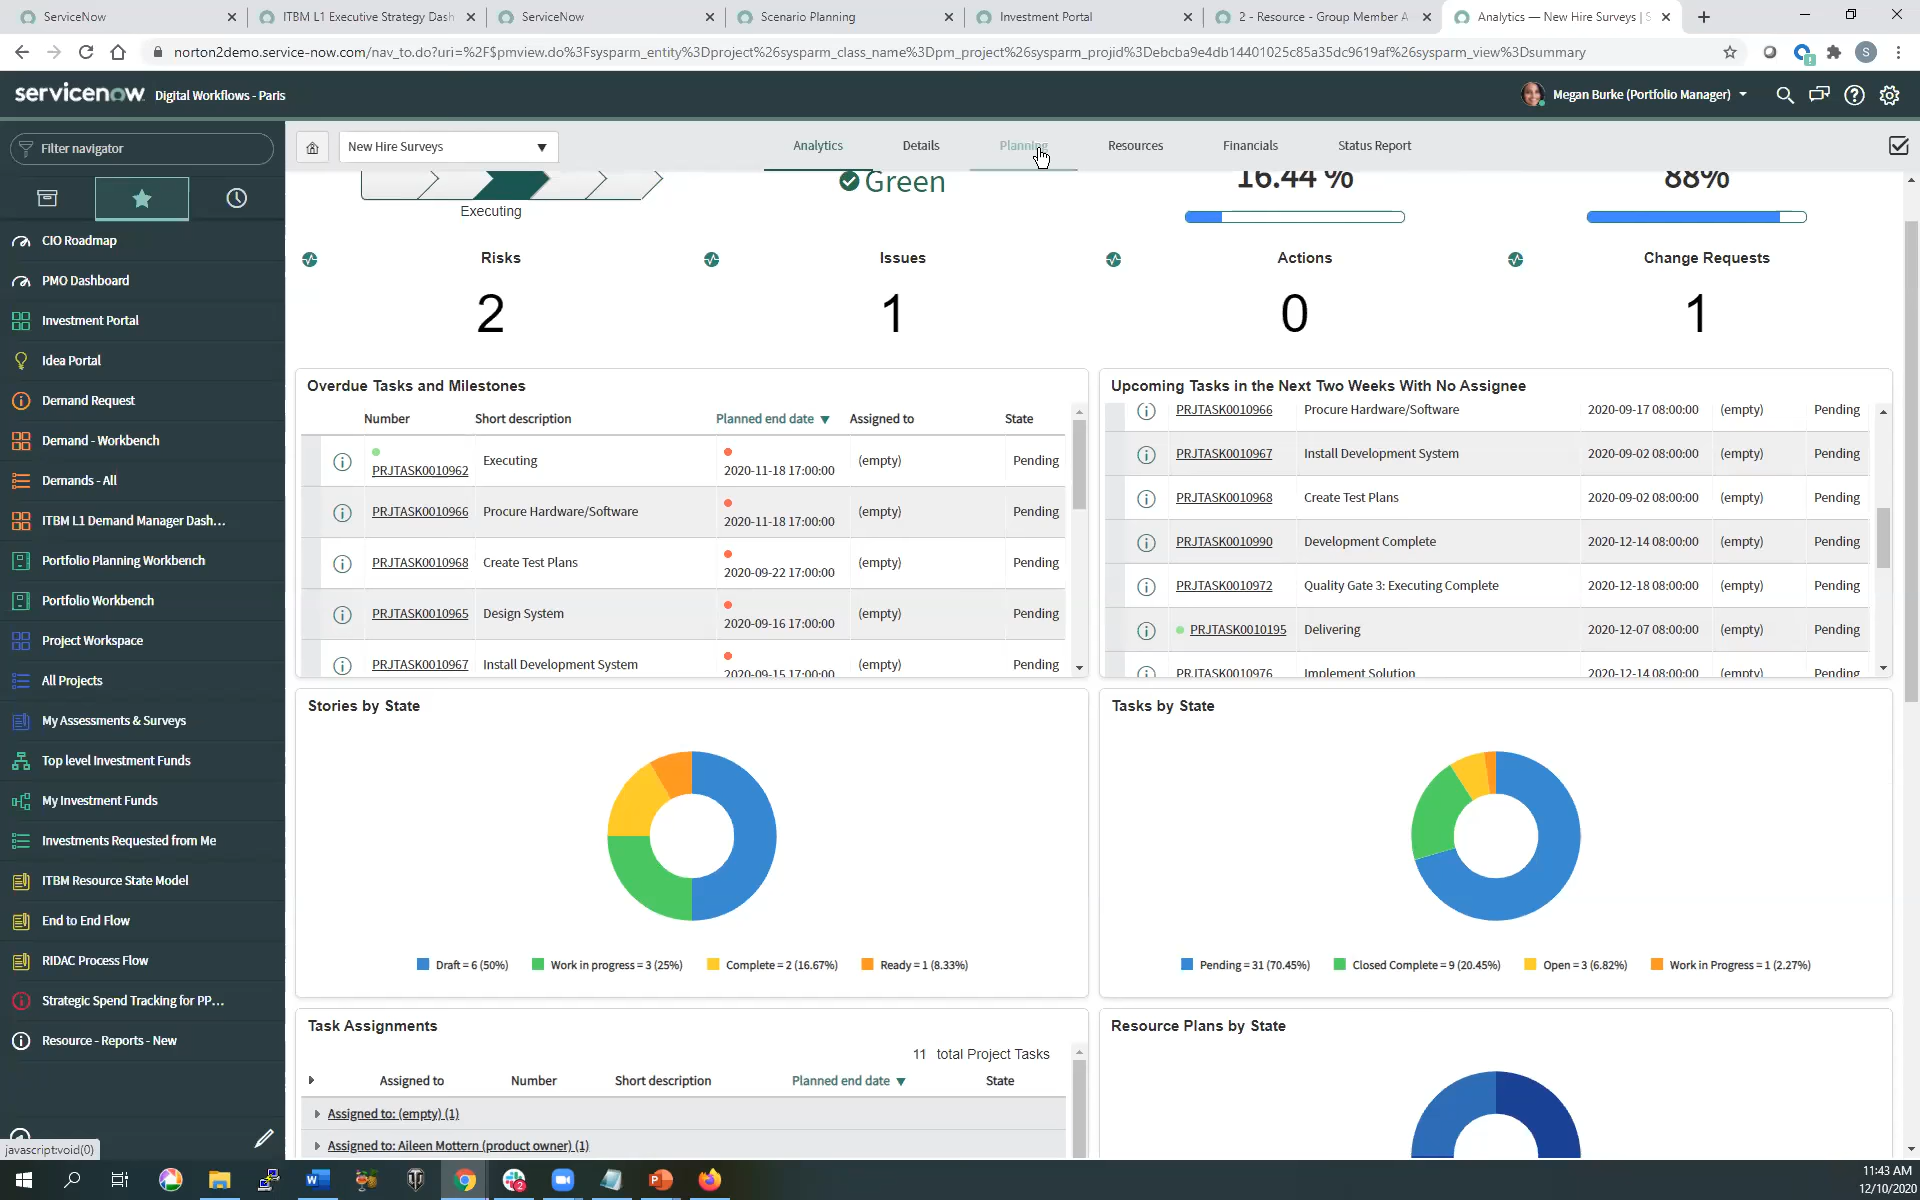 ServiceNow
ITBM L1 Executive Strategy Dash
ServiceNow
Scenario Planning
Investment Portal
2 - Resource - Group Member A
Analytics — New Hire Surveys | S
norton2demo.service-now.com/nav_to.do?uri=%2F$pmview.do%3Fsysparm_entity%3Dproject%26sysparm_class_name%3Dpm_project%26sysparm_projid%3Debcba9e4db14401025c85a35dc9619af%26sysparm_view%3Dsummary
S
servicenow Digital Workflows - Paris
Megan Burke (Portfolio Manager)
Filter navigator
New Hire Surveys
Analytics
Details
Planning
Resources
Financials
Status Report
CIO Roadmap
PMO Dashboard
Investment Portal
Idea Portal
Demand Request
Demand - Workbench
Demands - All
ITBM L1 Demand Manager Dash...
Portfolio Planning Workbench
Portfolio Workbench
Project Workspace
All Projects
My Assessments & Surveys
Top level Investment Funds
My Investment Funds
Investments Requested from Me
ITBM Resource State Model
End to End Flow
RIDAC Process Flow
Strategic Spend Tracking for PP...
Resource - Reports - New
javascript:void(0)
Executing
Green
16.44 %
88%
Risks
2
Issues
1
Actions
0
Change Requests
1
Overdue Tasks and Milestones
Number Short description Planned end date Assigned to State
PRJTASK0010962 Executing 2020-11-18 17:00:00 (empty) Pending
PRJTASK0010966 Procure Hardware/Software 2020-11-18 17:00:00 (empty) Pending
PRJTASK0010968 Create Test Plans 2020-09-22 17:00:00 (empty) Pending
PRJTASK0010965 Design System 2020-09-16 17:00:00 (empty) Pending
PRJTASK0010967 Install Development System 2020-09-15 17:00:00 (empty) Pending
Upcoming Tasks in the Next Two Weeks With No Assignee
PRJTASK0010966 Procure Hardware/Software 2020-09-17 08:00:00 (empty) Pending
PRJTASK0010967 Install Development System 2020-09-02 08:00:00 (empty) Pending
PRJTASK0010968 Create Test Plans 2020-09-02 08:00:00 (empty) Pending
PRJTASK0010990 Development Complete 2020-12-14 08:00:00 (empty) Pending
PRJTASK0010972 Quality Gate 3: Executing Complete 2020-12-18 08:00:00 (empty) Pending
PRJTASK0010195 Delivering 2020-12-07 08:00:00 (empty) Pending
PRJTASK0010976 Implement Solution 2020-12-14 08:00:00 (empty) Pending
Stories by State
Draft = 6 (50%) Work in progress = 3 (25%) Complete = 2 (16.67%) Ready = 1 (8.33%)
Tasks by State
Pending = 31 (70.45%) Closed Complete = 9 (20.45%) Open = 3 (6.82%) Work in Progress = 1 (2.27%)
Task Assignments
11 total Project Tasks
Assigned to Number Short description Planned end date State
Assigned to: (empty) (1)
Assigned to: Aileen Mottern (product owner) (1)
Resource Plans by State
11:43 AM
12/10/2020